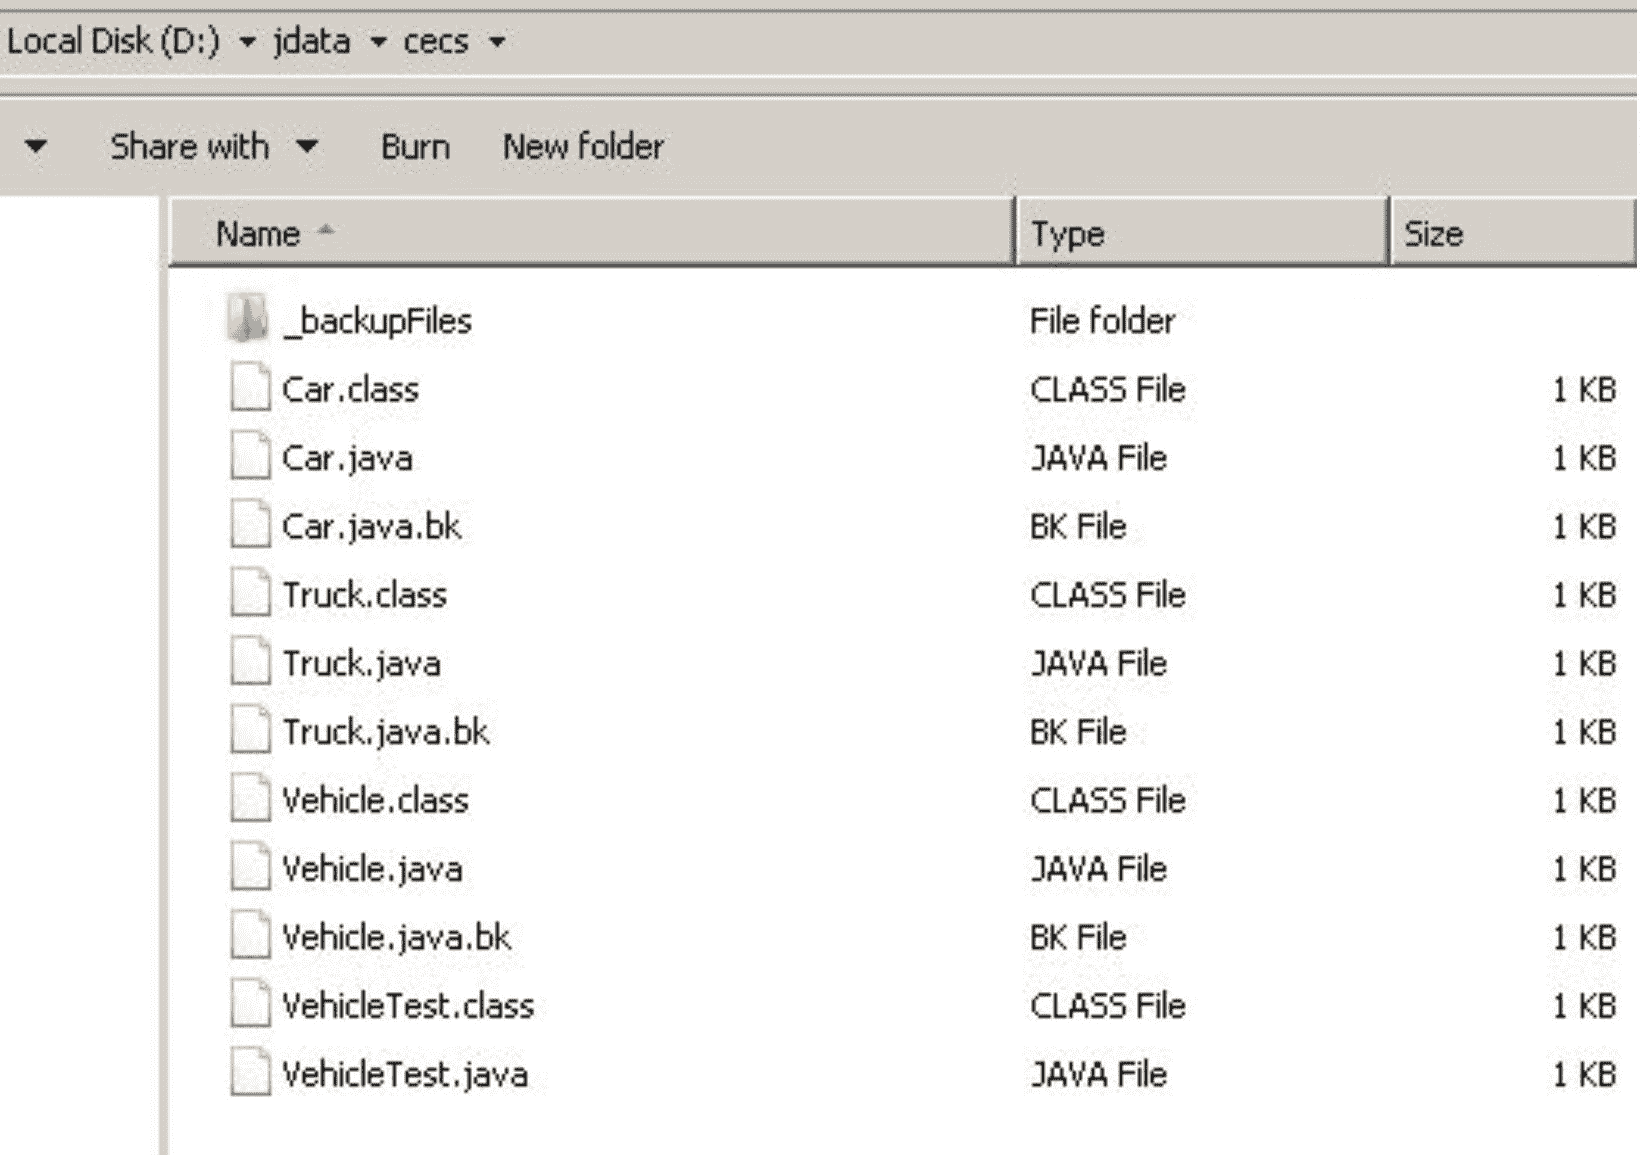 Local Disk (D:) jdata cecs
Share with Burn New folder
Name Type Size
_backupFiles File folder
Car.class CLASS File 1 KB
Car.java JAVA File 1 KB
Car.java.bk BK File 1 KB
Truck.class CLASS File 1 KB
Truck.java JAVA File 1 KB
Truck.java.bk BK File 1 KB
Vehicle.class CLASS File 1 KB
Vehicle.java JAVA File 1 KB
Vehicle.java.bk BK File 1 KB
VehicleTest.class CLASS File 1 KB
VehicleTest.java JAVA File 1 KB